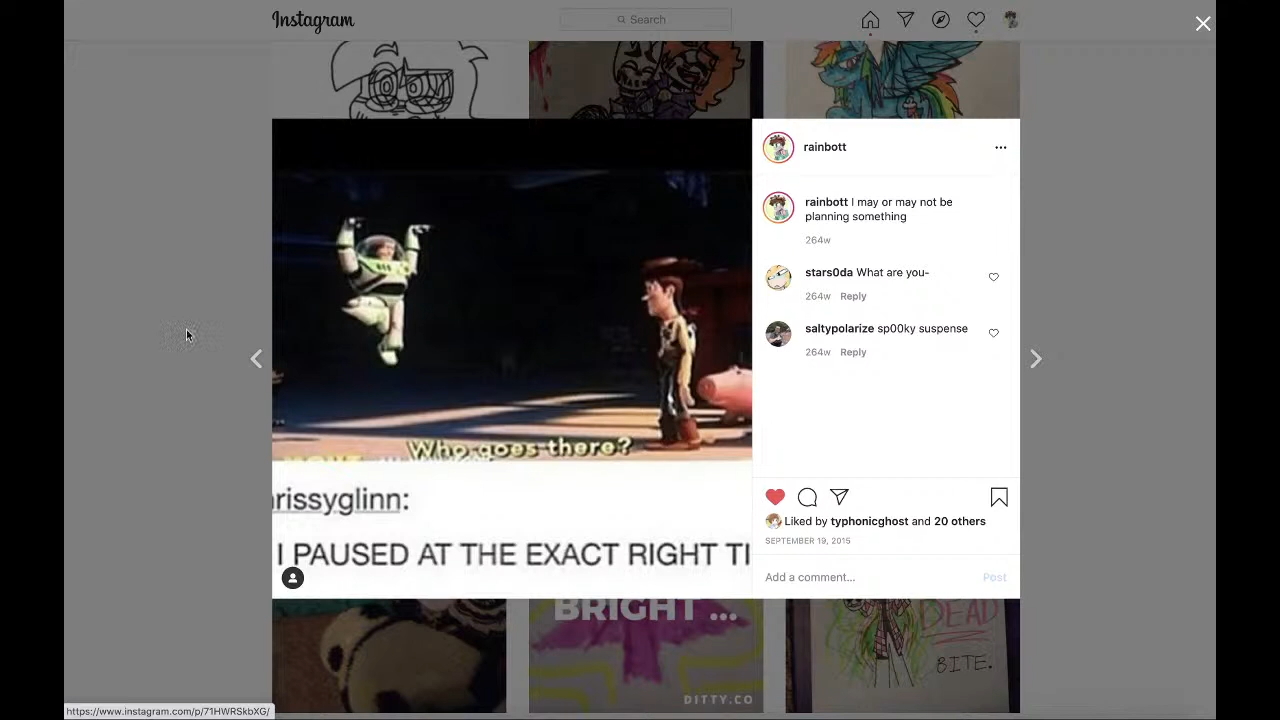 Instagram
Search
rainbott
rainbott I may or may not be
planning something
264w
stars0da What are you-
264w Reply
saltypolarize sp00ky suspense
264w Reply
Who goes there?
rissyglinn:
I PAUSED AT THE EXACT RIGHT TI
Liked by typhonicghost and 20 others
SEPTEMBER 19, 2015
Add a comment... Post
BRIGHT ...
DITTY.CO
DEAD
BITE.
https://www.instagram.com/p/71HWRSkbXG/